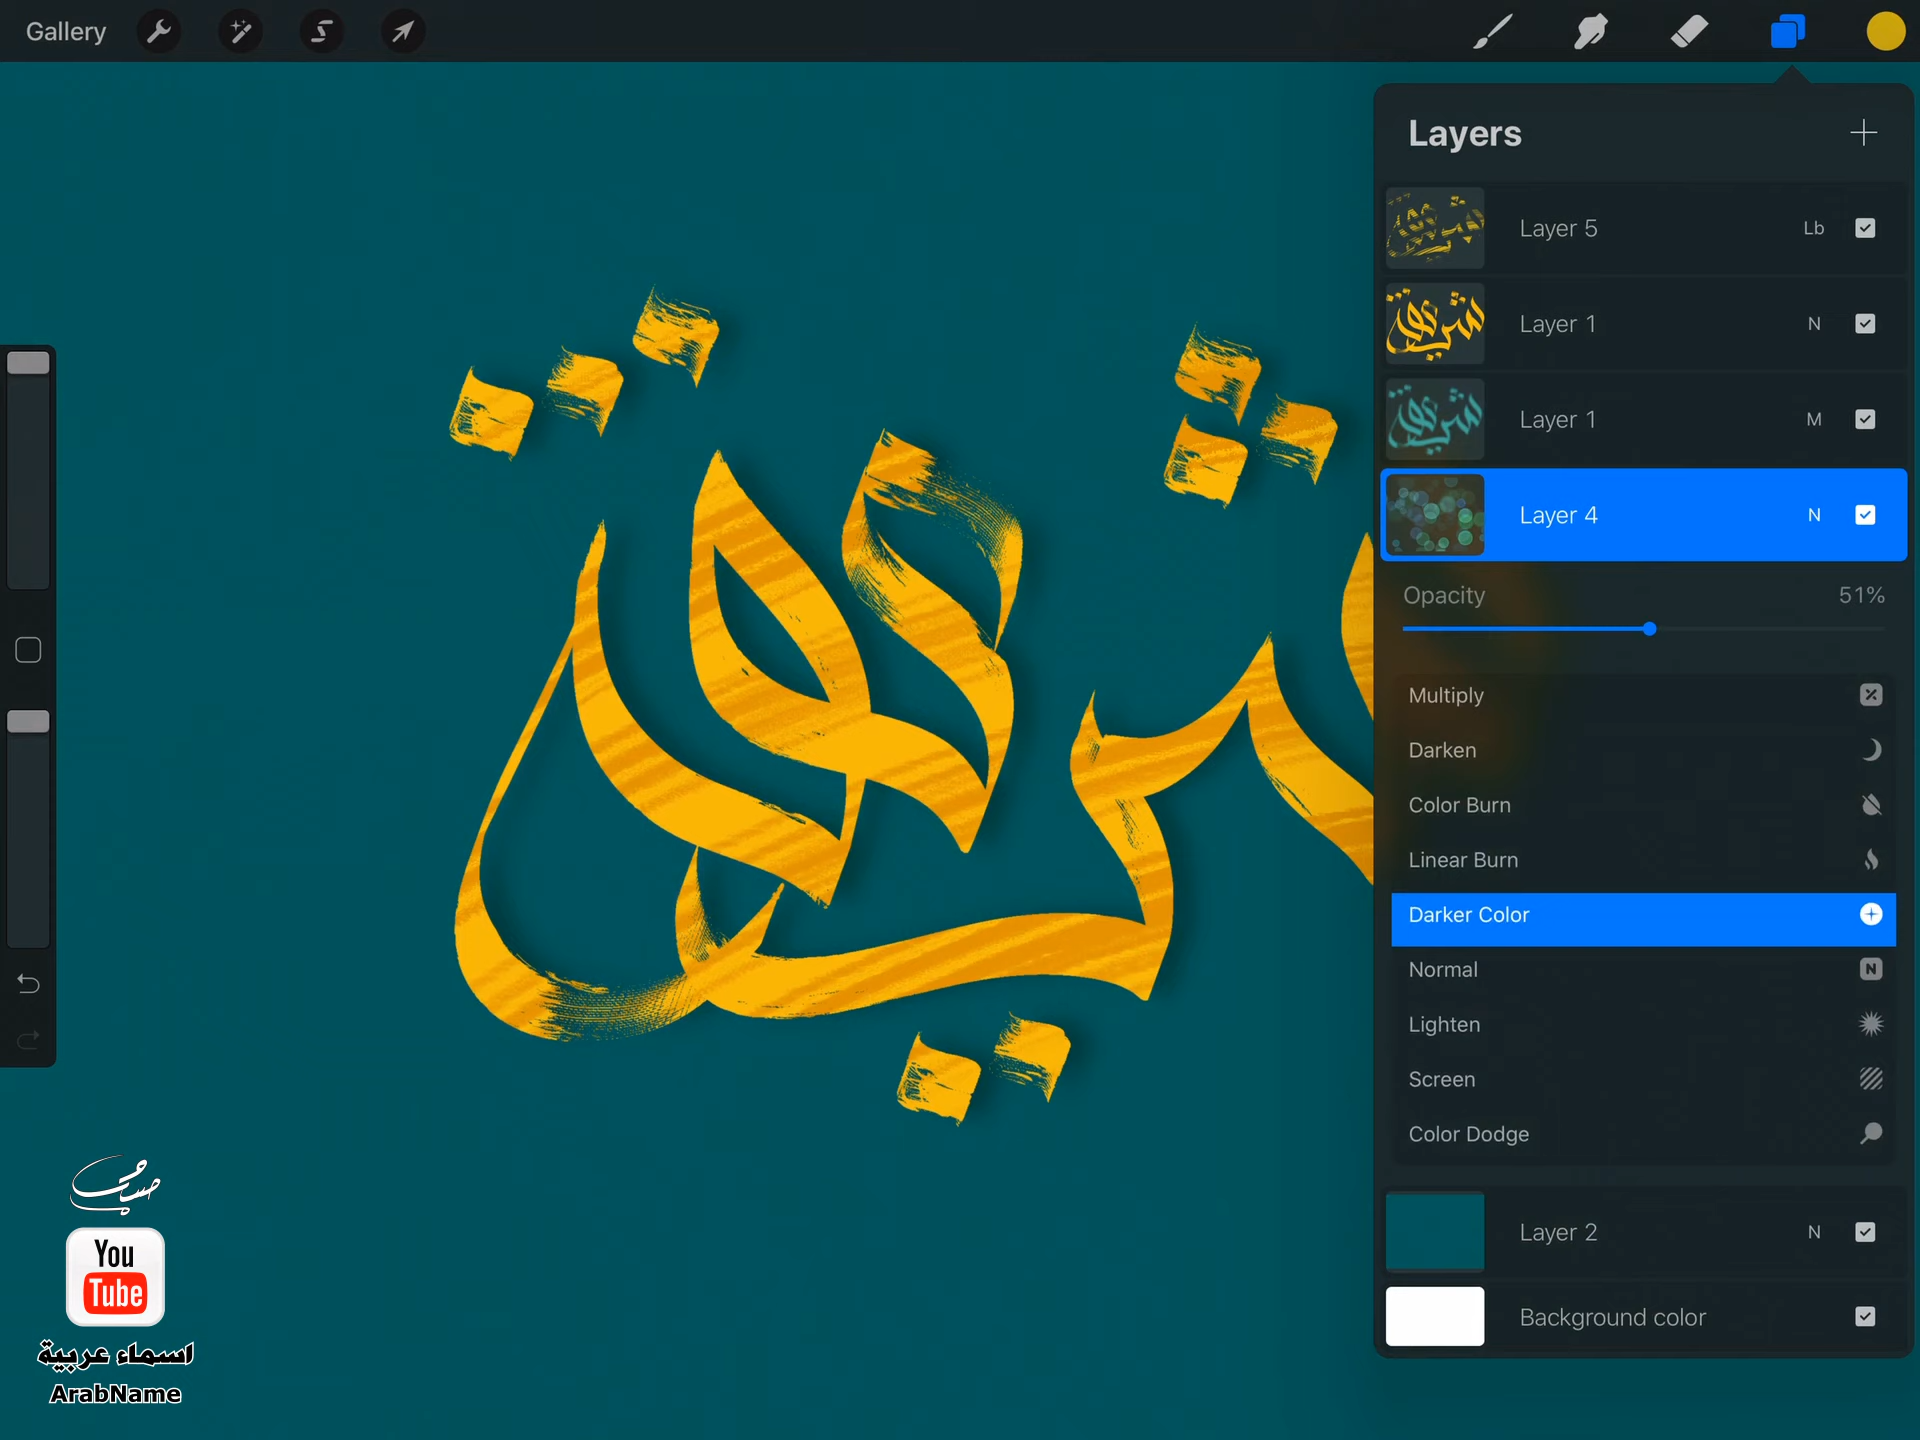 Gallery
Layers
Layer 5 Lb
Layer 1 N
Layer 1 M
Layer 4 N
Opacity 51%
Multiply
Darken
Color Burn
Linear Burn
Darker Color
Normal N
Lighten
Screen
Color Dodge
Layer 2 N
Background color
You
Tube
اسماء عربية
ArabName